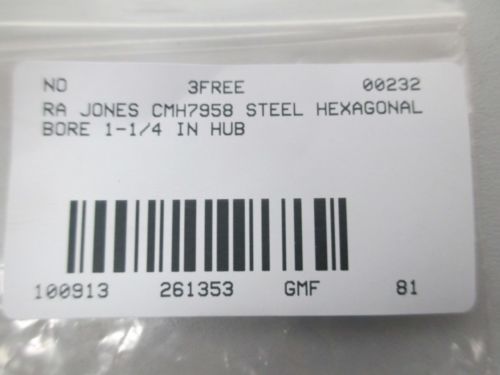 NO 3FREE 00232
RA JONES CMH7958 STEEL HEXAGONAL
BORE 1-1/4 IN HUB
100913 261353 GMF 81